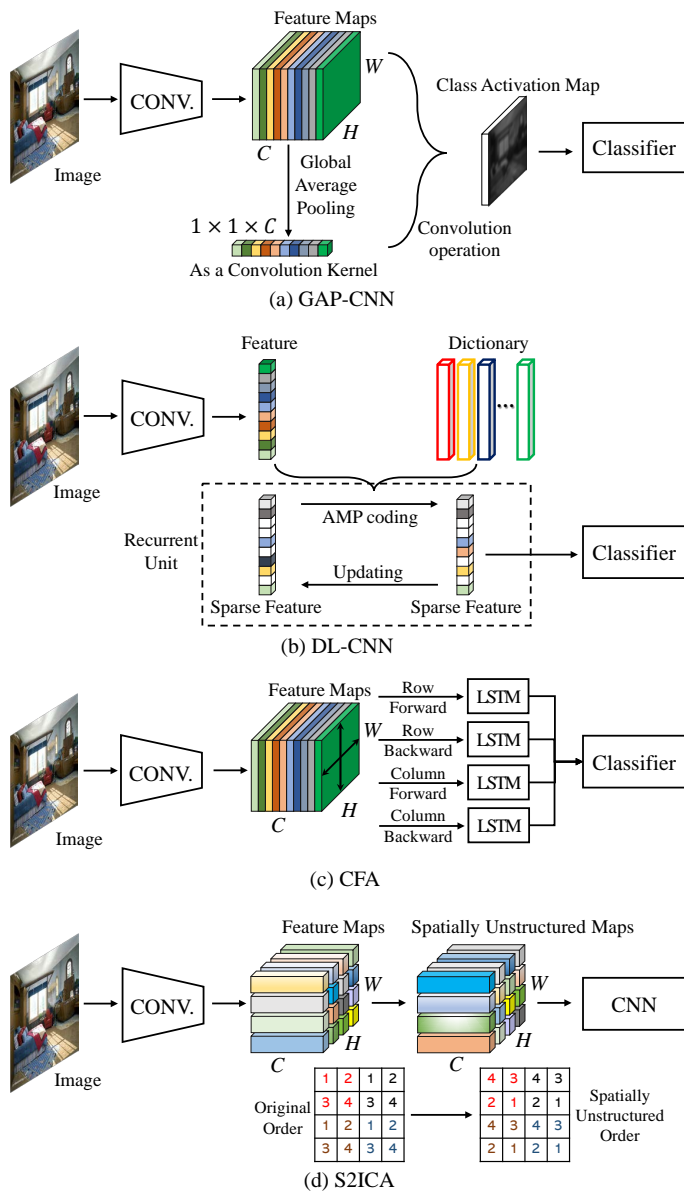 Feature Maps
W
CONV.
Class Activation Map
Classifier
C
H
Image
Global
Average
Pooling
1 × 1 × C
Convolution
operation
As a Convolution Kernel
(a) GAP-CNN
Feature
Dictionary
CONV.
...
Image
AMP coding
Recurrent
Unit
Classifier
Updating
Sparse Feature
Sparse Feature
(b) DL-CNN
Feature Maps
Row
Forward
LSTM
W
Row
Backward
LSTM
CONV.
Classifier
Column
Forward
LSTM
H
C
Column
Backward
LSTM
Image
(c) CFA
Feature Maps
Spatially Unstructured Maps
W
W
CONV.
CNN
H
H
C
C
Image
Original
Order
1 2 1 2
3 4 3 4
1 2 1 2
3 4 3 4
4 3 4 3
2 1 2 1
4 3 4 3
2 1 2 1
Spatially
Unstructured
Order
(d) S2ICA